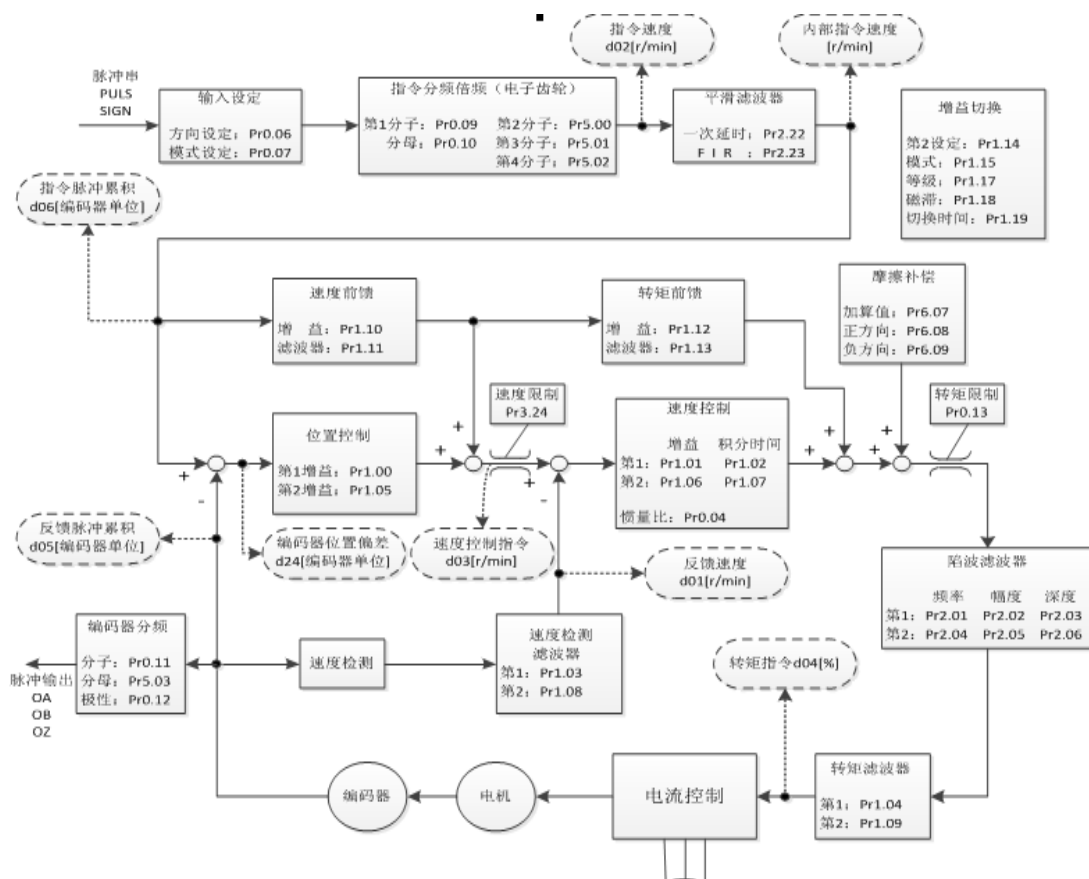 指令速度
d02[r/min]
内部指令速度
[r/min]
脉冲串
PULS
SIGN
输入设定
方向设定：Pr0.06
模式设定：Pr0.07
指令分频倍频（电子齿轮）
第1分子：Pr0.09 第2分子：Pr5.00
分母：Pr0.10 第3分子：Pr5.01
第4分子：Pr5.02
平滑滤波器
一次延时：Pr2.22
F I R ：Pr2.23
增益切换
第2设定：Pr1.14
模式：Pr1.15
等级：Pr1.17
磁滞：Pr1.18
切换时间：Pr1.19
指令脉冲累积
d06[编码器单位]
速度前馈
增 益：Pr1.10
滤波器：Pr1.11
转矩前馈
增 益：Pr1.12
滤波器：Pr1.13
摩擦补偿
加算值：Pr6.07
正方向：Pr6.08
负方向：Pr6.09
速度限制
Pr3.24
转矩限制
Pr0.13
位置控制
第1增益：Pr1.00
第2增益：Pr1.05
速度控制
增益 积分时间
第1：Pr1.01 Pr1.02
第2：Pr1.06 Pr1.07
惯量比：Pr0.04
+
-
+
+
+
-
+
+
+
+
反馈脉冲累积
d05[编码器单位]
编码器位置偏差
d24[编码器单位]
速度控制指令
d03[r/min]
反馈速度
d01[r/min]
陷波滤波器
频率 幅度 深度
第1：Pr2.01 Pr2.02 Pr2.03
第2：Pr2.04 Pr2.05 Pr2.06
编码器分频
分子：Pr0.11
分母：Pr5.03
极性：Pr0.12
脉冲输出
OA
OB
OZ
速度检测
速度检测
滤波器
第1：Pr1.03
第2：Pr1.08
转矩指令d04[%]
编码器
电机
电流控制
转矩滤波器
第1：Pr1.04
第2：Pr1.09